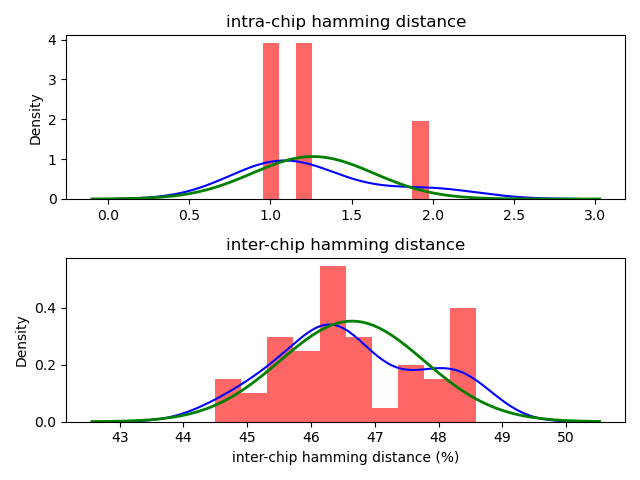 intra-chip hamming distance
4
3
2
1
0
Density
0.0 0.5 1.0 1.5 2.0 2.5 3.0
inter-chip hamming distance
0.4
0.2
0.0
Density
43 44 45 46 47 48 49 50
inter-chip hamming distance (%)